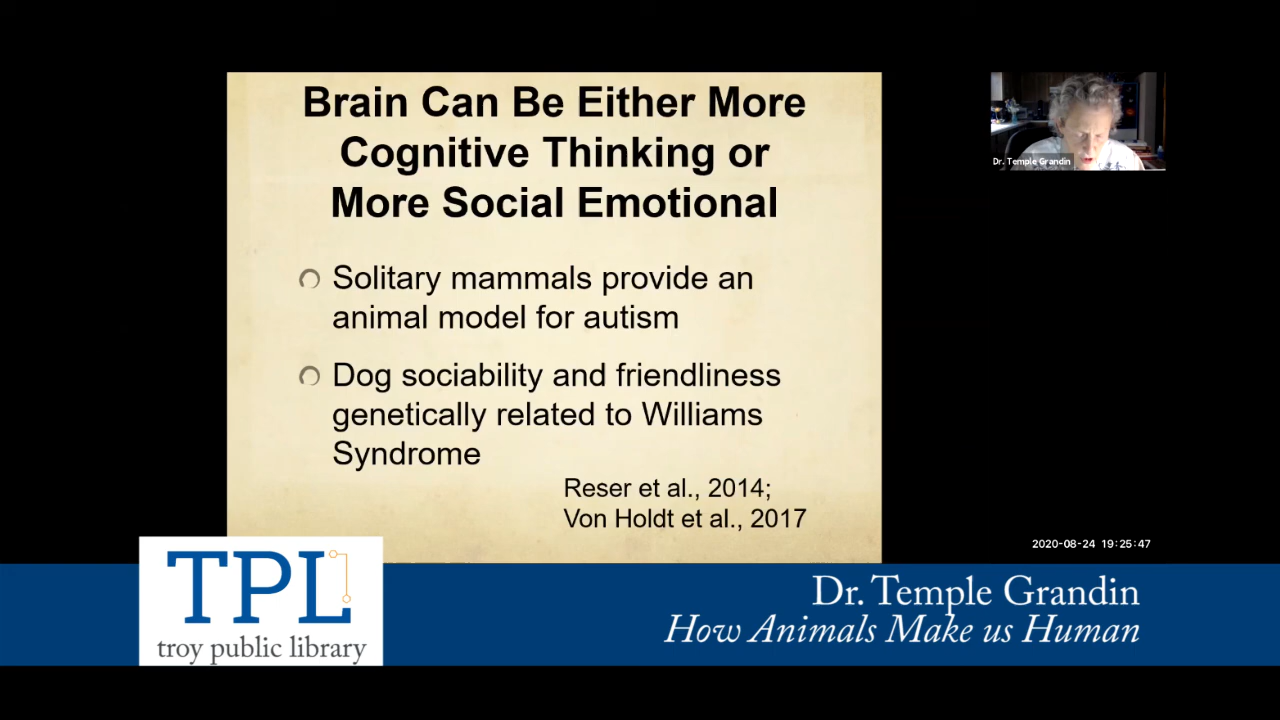 Brain Can Be Either More
Cognitive Thinking or
More Social Emotional
Solitary mammals provide an
animal model for autism
Dog sociability and friendliness
genetically related to Williams
Syndrome
Reser et al., 2014;
Von Holdt et al., 2017
Dr. Temple Grandin
2020-08-24 19:25:47
TPL
troy public library
Dr. Temple Grandin
How Animals Make us Human